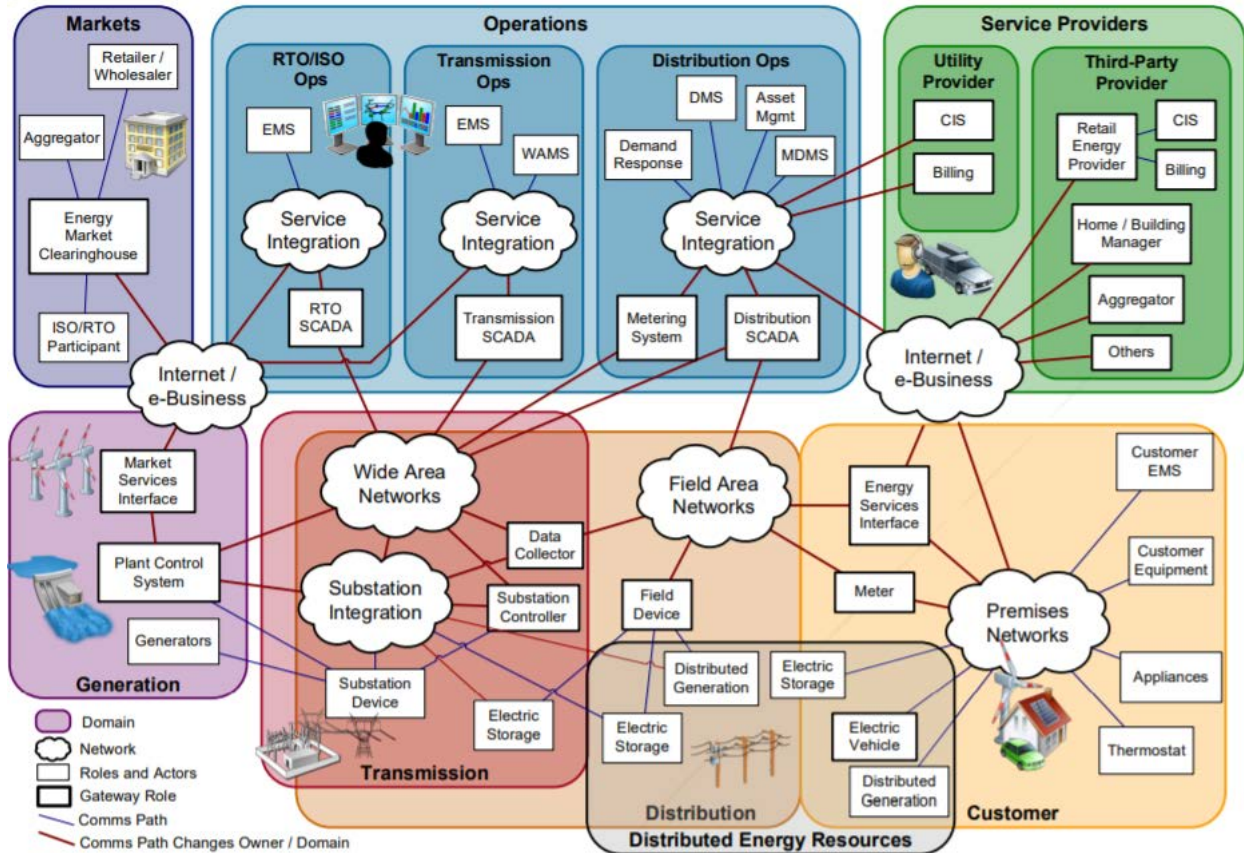 Markets
Retailer /
Wholesaler
Aggregator
Energy
Market
Clearinghouse
ISO/RTO
Participant
Operations
RTO/ISO
Ops
EMS
Service
Integration
RTO
SCADA
Transmission
Ops
EMS
WAMS
Service
Integration
Transmission
SCADA
Distribution Ops
DMS
Asset
Mgmt
Demand
Response
MDMS
Service
Integration
Metering
System
Distribution
SCADA
Service Providers
Utility
Provider
CIS
Billing
Third-Party
Provider
Retail
Energy
Provider
CIS
Billing
Home / Building
Manager
Aggregator
Others
Internet /
e-Business
Internet /
e-Business
Market
Services
Interface
Plant Control
System
Generators
Generation
Wide Area
Networks
Substation
Integration
Data
Collector
Substation
Controller
Substation
Device
Electric
Storage
Transmission
Field Area
Networks
Field
Device
Distributed
Generation
Electric
Storage
Distribution
Energy
Services
Interface
Meter
Premises
Networks
Customer
EMS
Customer
Equipment
Appliances
Thermostat
Electric
Storage
Electric
Vehicle
Distributed
Generation
Customer
Distributed Energy Resources
Domain
Network
Roles and Actors
Gateway Role
Comms Path
Comms Path Changes Owner / Domain